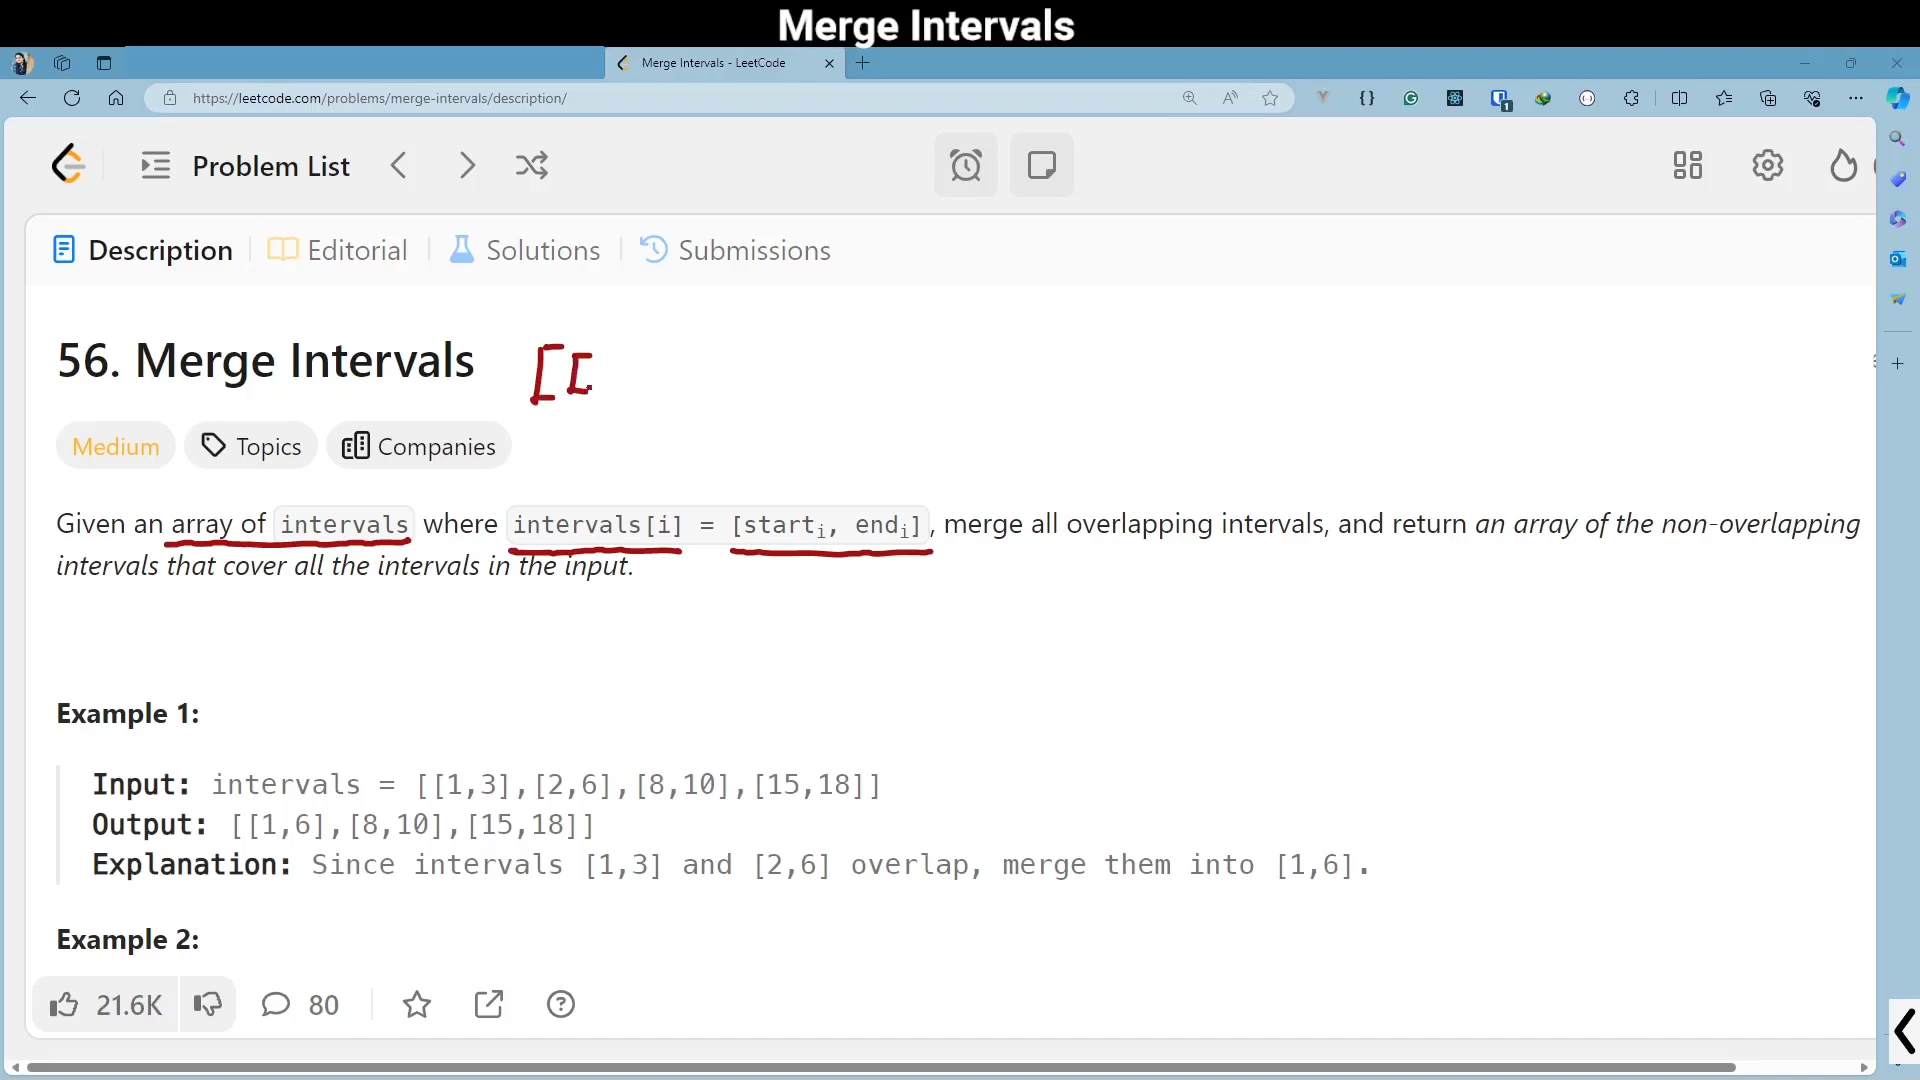 Merge Intervals
Merge Intervals - LeetCode
https://leetcode.com/problems/merge-intervals/description/
1
Problem List
Description Editorial Solutions Submissions
56. Merge Intervals [[
Medium Topics Companies
Given an array of intervals where intervals[i] = [starti, endi], merge all overlapping intervals, and return an array of the non-overlapping
intervals that cover all the intervals in the input.
Example 1:
Input: intervals = [[1,3],[2,6],[8,10],[15,18]]
Output: [[1,6],[8,10],[15,18]]
Explanation: Since intervals [1,3] and [2,6] overlap, merge them into [1,6].
Example 2:
21.6K 80